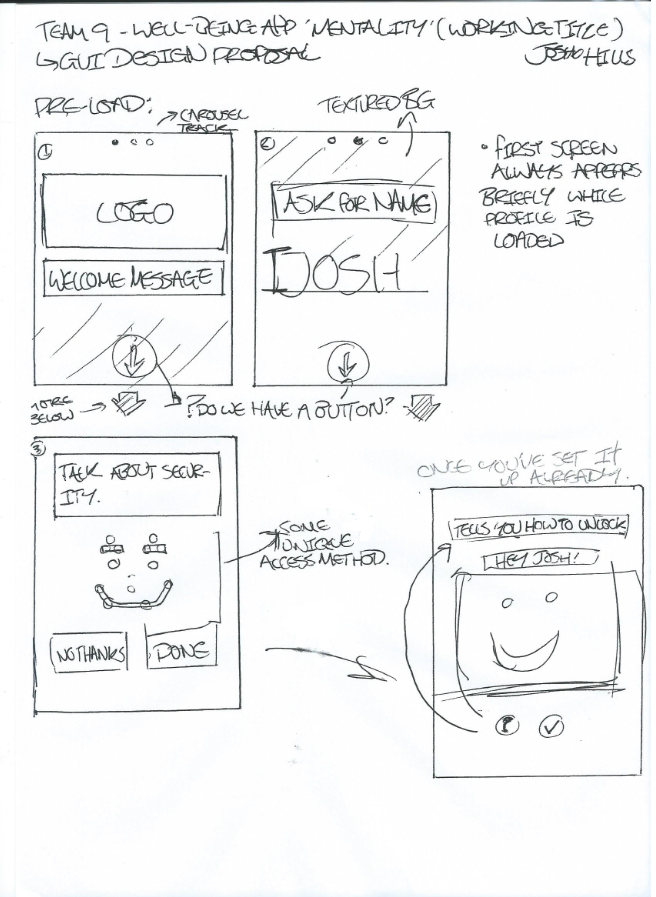 TEAM 9 - WELL-BEING APP 'MENTALITY' (WORKING TITLE)
↳ GUI DESIGN PROPOSAL
JOSH HILLS
PRE-LOAD:
CAROUSEL
TRACK
TEXTURED BG
①
LOGO
WELCOME MESSAGE
②
ASK FOR NAME
JOSH
• FIRST SCREEN
ALWAYS APPEARS
BRIEFLY WHILE
PROFILE IS
LOADED
MORE
BELOW →
? DO WE HAVE A BUTTON?
③
TALK ABOUT SECUR-
ITY.
SOME
UNIQUE
ACCESS METHOD.
NO THANKS
DONE
ONCE YOU'VE SET IT
UP ALREADY.
TELLS YOU HOW TO UNLOCK
HEY JOSH!